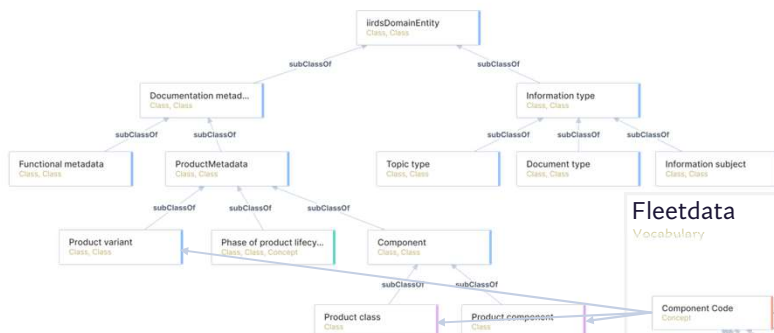 iirdsDomainEntity
Class, Class
subClassOf
subClassOf
Documentation metad...
Class, Class
Information type
Class, Class
subClassOf
subClassOf
subClassOf
subClassOf
subClassOf
Functional metadata
Class, Class
ProductMetadata
Class, Class
Topic type
Class, Class
Document type
Class, Class
Information subject
Class, Class
subClassOf
subClassOf
subClassOf
Fleetdata
Vocabulary
Product variant
Class, Class
Phase of product lifecy...
Class, Class, Concept
Component
Class, Class
subClassOf
subClassOf
Product class
Class
Product component
Class
Component Code
Concept